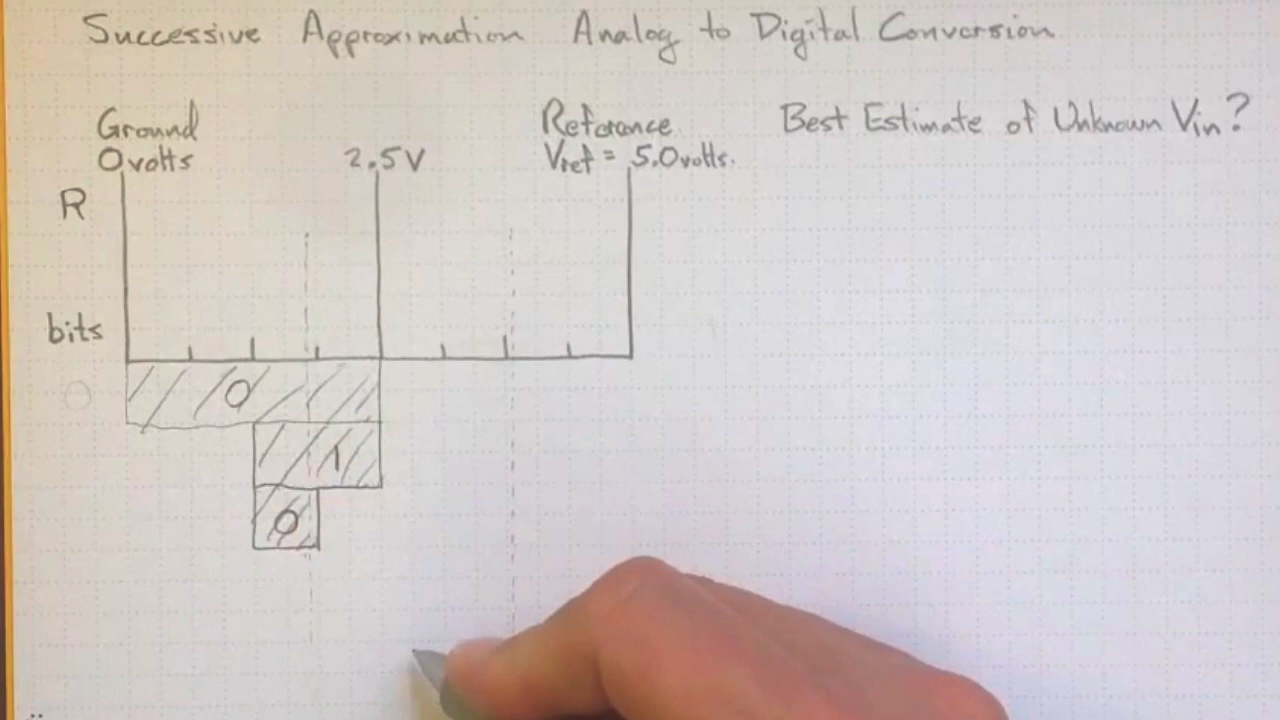 Successive Approximation Analog to Digital Conversion
Ground
0 volts
2.5V
Reference
Vref = 5.0 volts.
Best Estimate of Unknown Vin?
R
bits
0
1
0